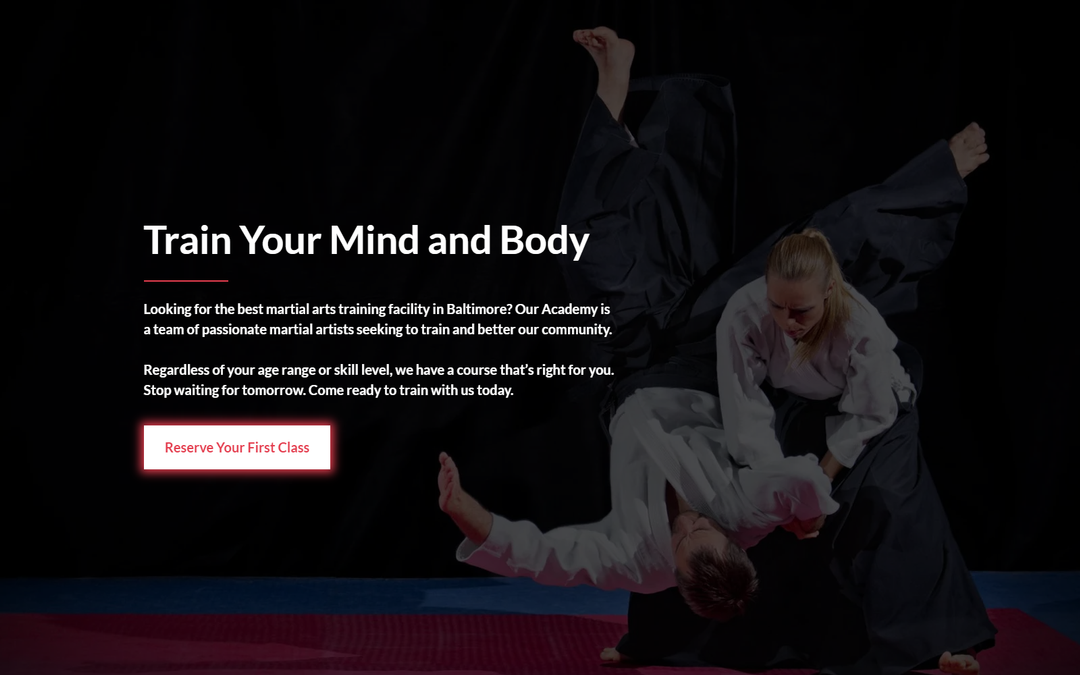 Train Your Mind and Body
Looking for the best martial arts training facility in Baltimore? Our Academy is
a team of passionate martial artists seeking to train and better our community.
Regardless of your age range or skill level, we have a course that’s right for you.
Stop waiting for tomorrow. Come ready to train with us today.
Reserve Your First Class